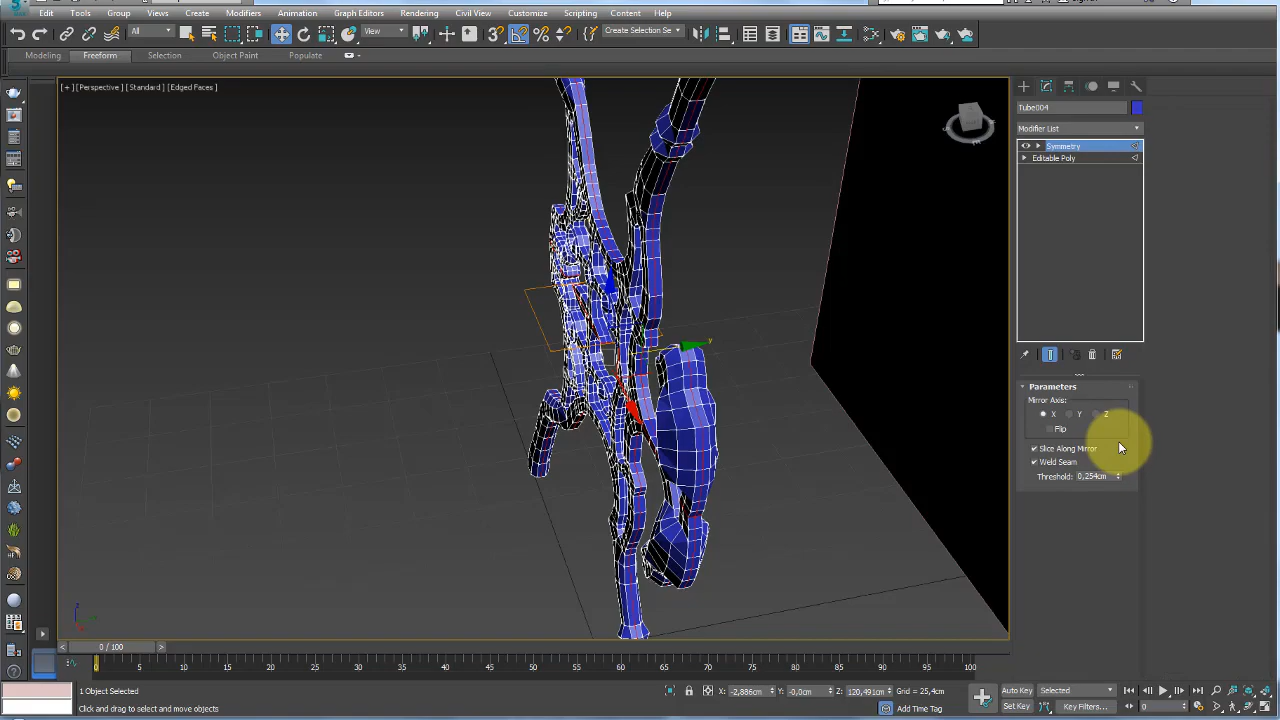 Edit Tools Group Views Create Modifiers Animation Graph Editors Rendering Civil View Customize Scripting Content Help
All View Create Selection Se
Modeling Freeform Selection Object Paint Populate
[+] [Perspective] [Standard] [Edged Faces]
Tube004
Modifier List
Symmetry
Editable Poly
Parameters
Mirror Axis:
X Y Z
Flip
Slice Along Mirror
Weld Seam
Threshold: 0,254cm
y
z
0 / 100
0 5 10 15 20 25 30 35 40 45 50 55 60 65 70 75 80 85 90 95 100
1 Object Selected X: -2,886cm Y: -0,0cm Z: 120,491cm Grid = 25,4cm Auto Key Selected
Click and drag to select and move objects Add Time Tag Set Key Key Filters... 0